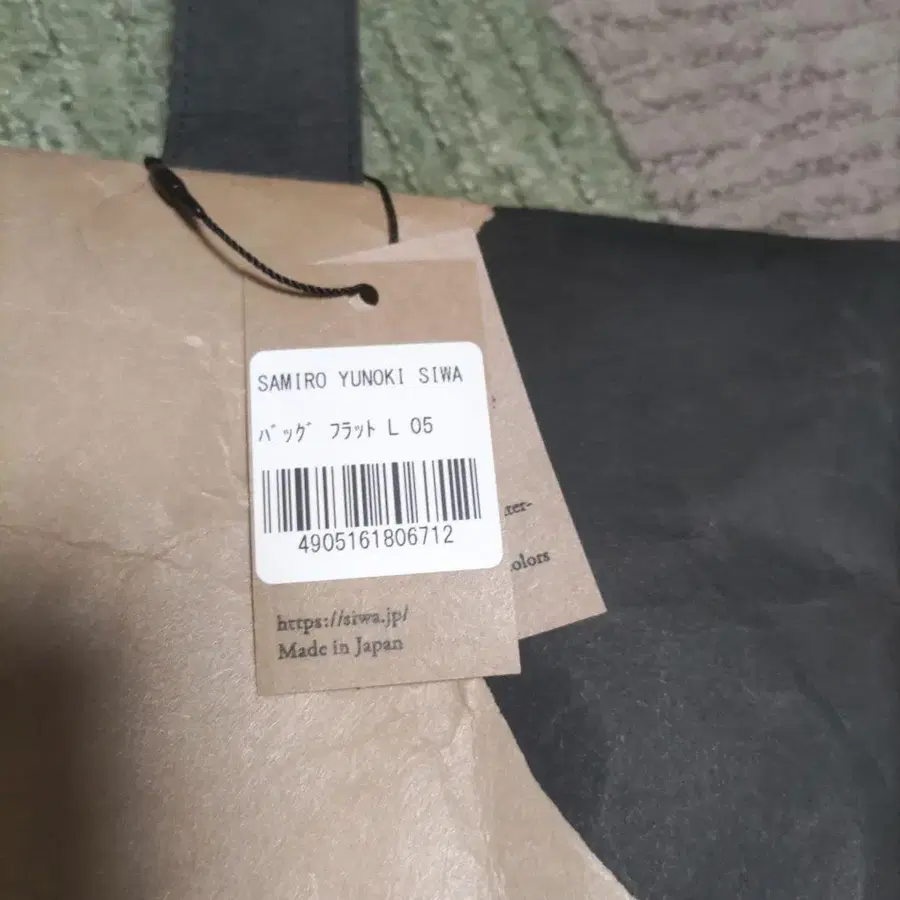 SAMIRO YUNOKI SIWA
ﾊﾞｯｸﾞ ﾌﾗｯﾄ L 05
4905161806712
https://siwa.jp/
Made in Japan